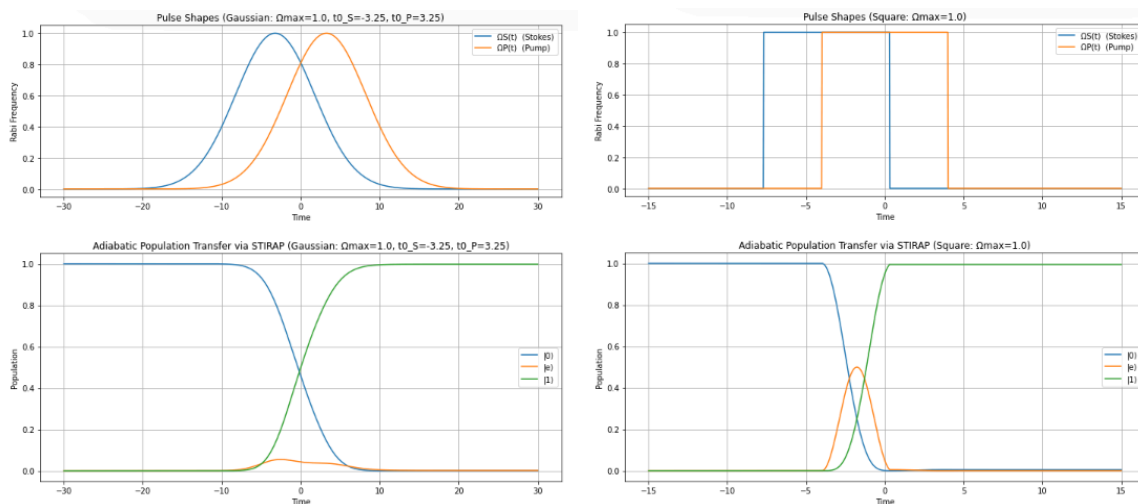 Pulse Shapes (Gaussian: Ωmax=1.0, t0_S=-3.25, t0_P=3.25)
1.0
0.8
0.6
0.4
0.2
0.0
Rabi Frequency
ΩS(t) (Stokes)
ΩP(t) (Pump)
−30 −20 −10 0 10 20 30
Time
Pulse Shapes (Square: Ωmax=1.0)
1.0
0.8
0.6
0.4
0.2
0.0
Rabi Frequency
ΩS(t) (Stokes)
ΩP(t) (Pump)
−15 −10 −5 0 5 10 15
Time
Adiabatic Population Transfer via STIRAP (Gaussian: Ωmax=1.0, t0_S=-3.25, t0_P=3.25)
1.0
0.8
0.6
0.4
0.2
0.0
Population
|0⟩
|e⟩
|1⟩
−30 −20 −10 0 10 20 30
Time
Adiabatic Population Transfer via STIRAP (Square: Ωmax=1.0)
1.0
0.8
0.6
0.4
0.2
0.0
Population
|0⟩
|e⟩
|1⟩
−15 −10 −5 0 5 10 15
Time